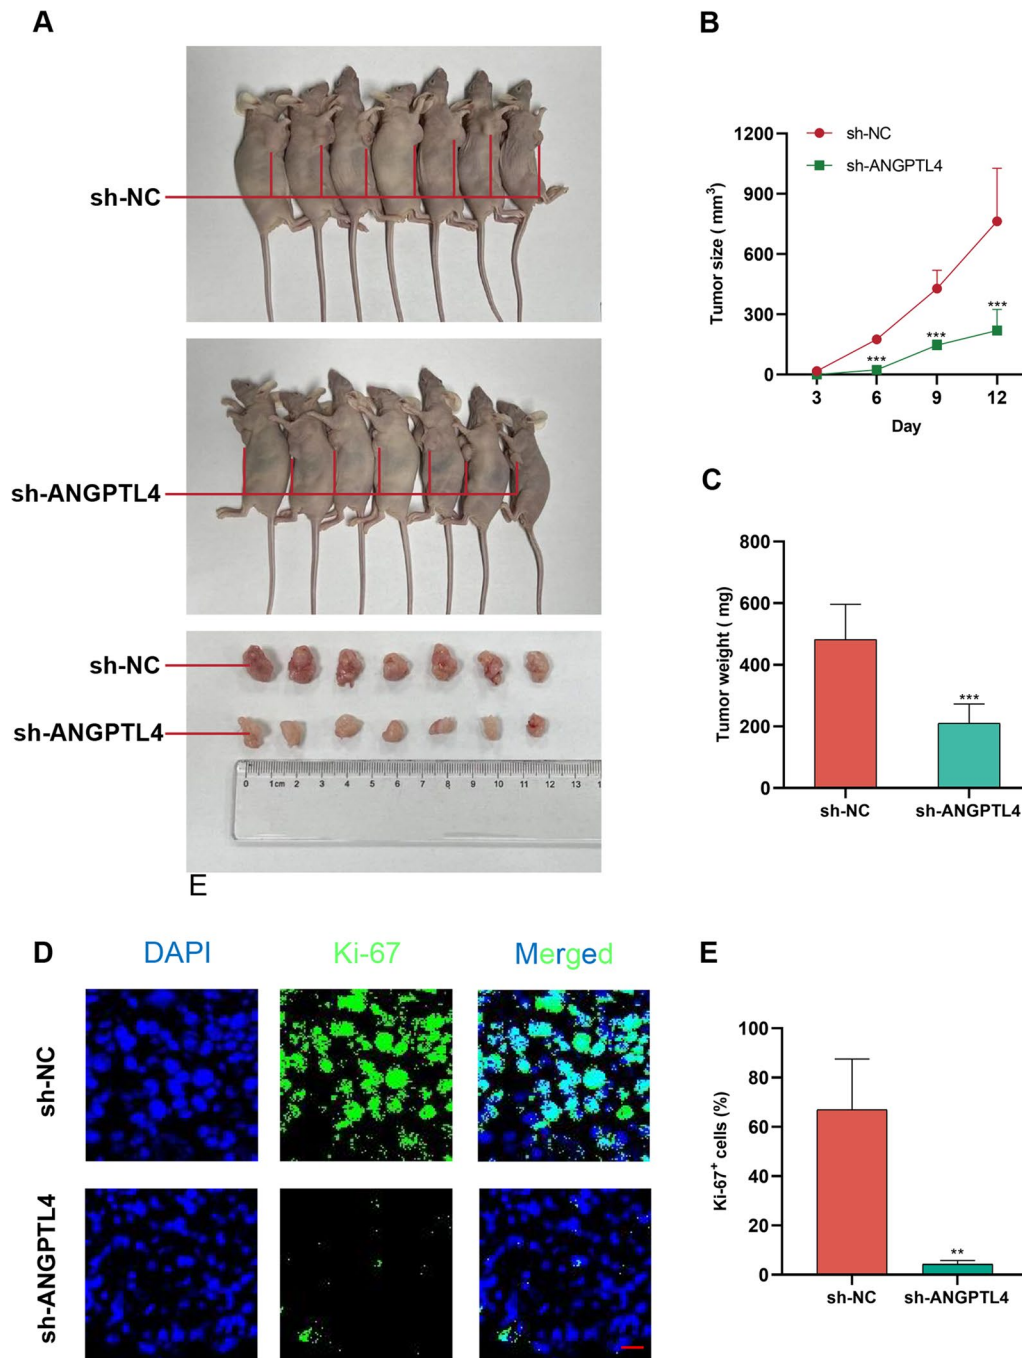 A
sh-NC
sh-ANGPTL4
sh-NC
sh-ANGPTL4
0 1cm 2 3 4 5 6 7 8 9 10 11 12 13
E
B
sh-NC
sh-ANGPTL4
Tumor size ( mm³)
1200
900
600
300
0
***
***
***
3 6 9 12
Day
C
Tumor weight ( mg)
800
600
400
200
0
***
sh-NC sh-ANGPTL4
D
DAPI Ki-67 Merged
sh-NC
sh-ANGPTL4
E
Ki-67⁺ cells (%)
100
80
60
40
20
0
**
sh-NC sh-ANGPTL4